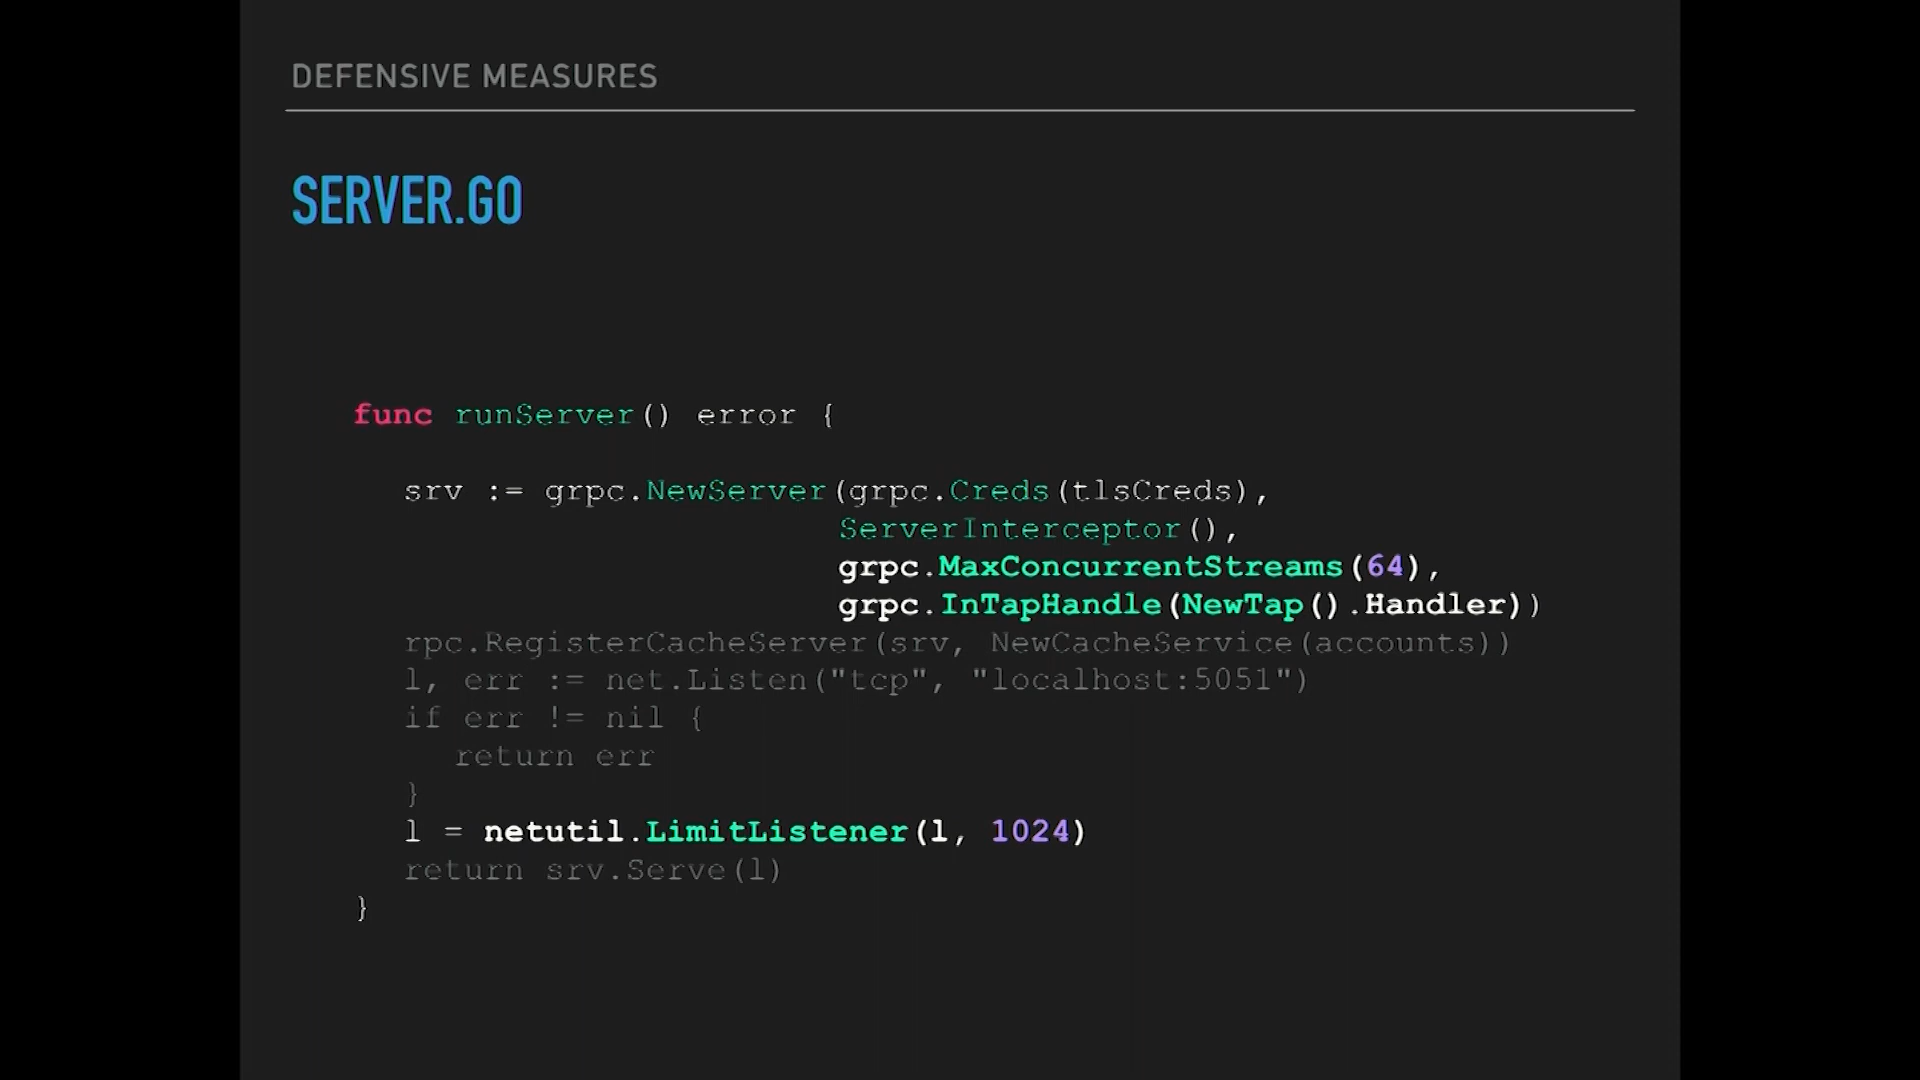 DEFENSIVE MEASURES
SERVER.GO
func runServer() error {
srv := grpc.NewServer(grpc.Creds(tlsCreds),
ServerInterceptor(),
grpc.MaxConcurrentStreams(64),
grpc.InTapHandle(NewTap().Handler))
rpc.RegisterCacheServer(srv, NewCacheService(accounts))
l, err := net.Listen("tcp", "localhost:5051")
if err != nil {
return err
}
l = netutil.LimitListener(l, 1024)
return srv.Serve(l)
}